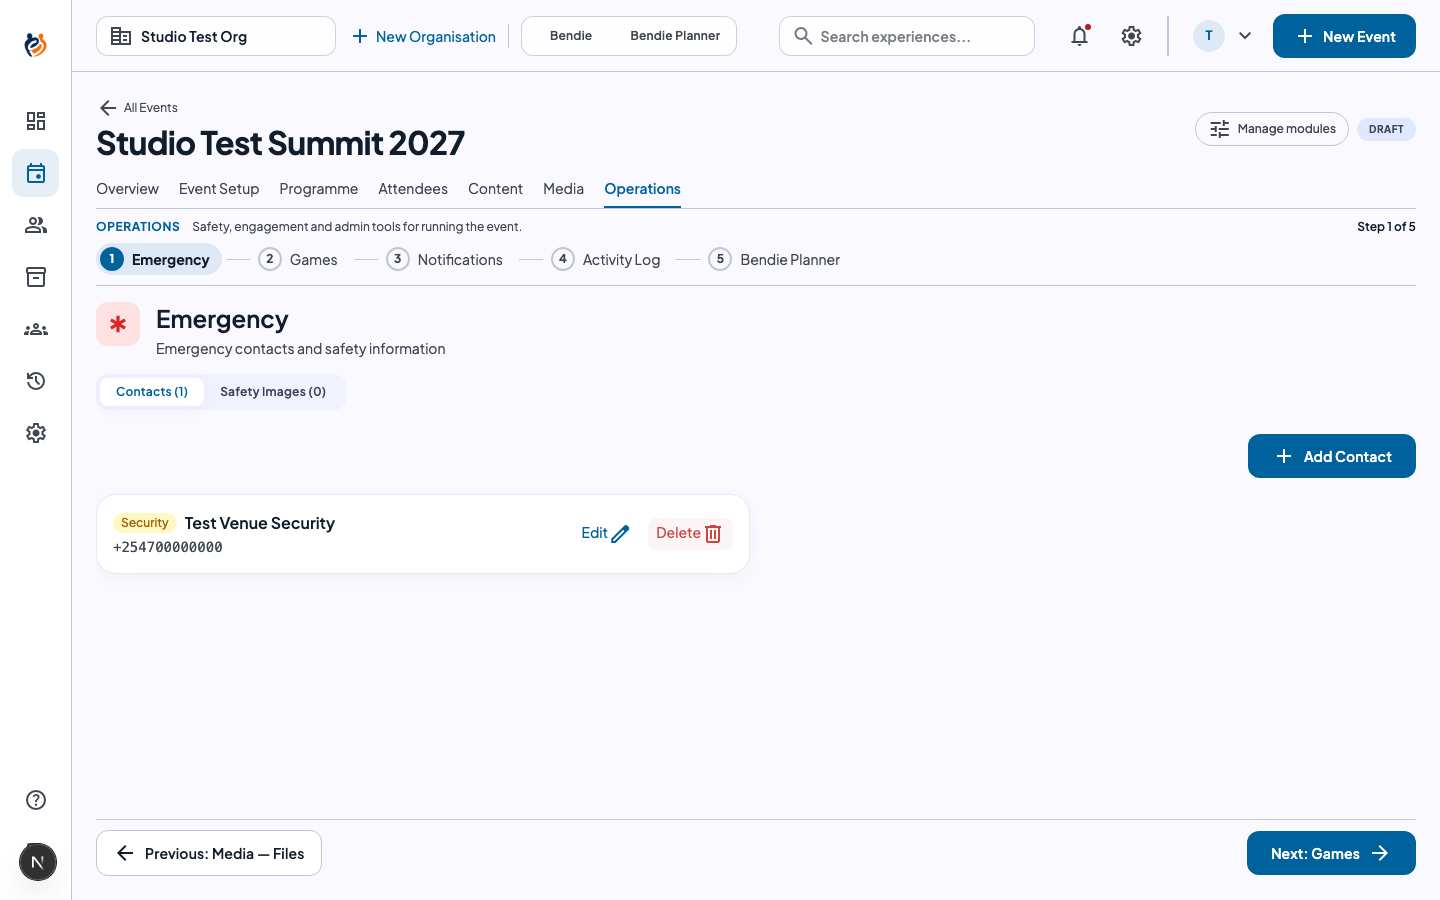 Studio Test Org
New Organisation
Bendie
Bendie Planner
Search experiences...
T
New Event
All Events
Studio Test Summit 2027
Manage modules
DRAFT
Overview
Event Setup
Programme
Attendees
Content
Media
Operations
OPERATIONS
Safety, engagement and admin tools for running the event.
Step 1 of 5
1 Emergency
2 Games
3 Notifications
4 Activity Log
5 Bendie Planner
Emergency
Emergency contacts and safety information
Contacts (1)
Safety Images (0)
Add Contact
Security
Test Venue Security
Edit
Delete
+254700000000
N
Previous: Media — Files
Next: Games